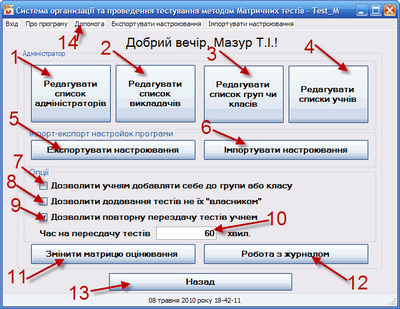 Система організації та проведення тестування методом Матричних тестів - Test_M
Вхід Про програму Допомога Експортувати настроювання Імпортувати настроювання
14
Добрий вечір, Мазур Т.І.!
1 2 3 4
Адміністратор
Редагувати список адміністраторів
Редагувати список викладачів
Редагувати список груп чи класів
Редагувати списки учнів
5 6
Імпорт-експорт настройок програми
Експортувати настроювання
Імпортувати настроювання
Опції
7 Дозволити учням добавляти себе до групи або класу
8 Дозволити додавання тестів не їх "власником"
9 Дозволити повторну перездачу тестів учнем
10
Час на пересдачу тестів 60 хвил.
Змінити матрицю оцінювання
Робота з журналом
11 12
13 Назад
08 травня 2010 року 18-42-11